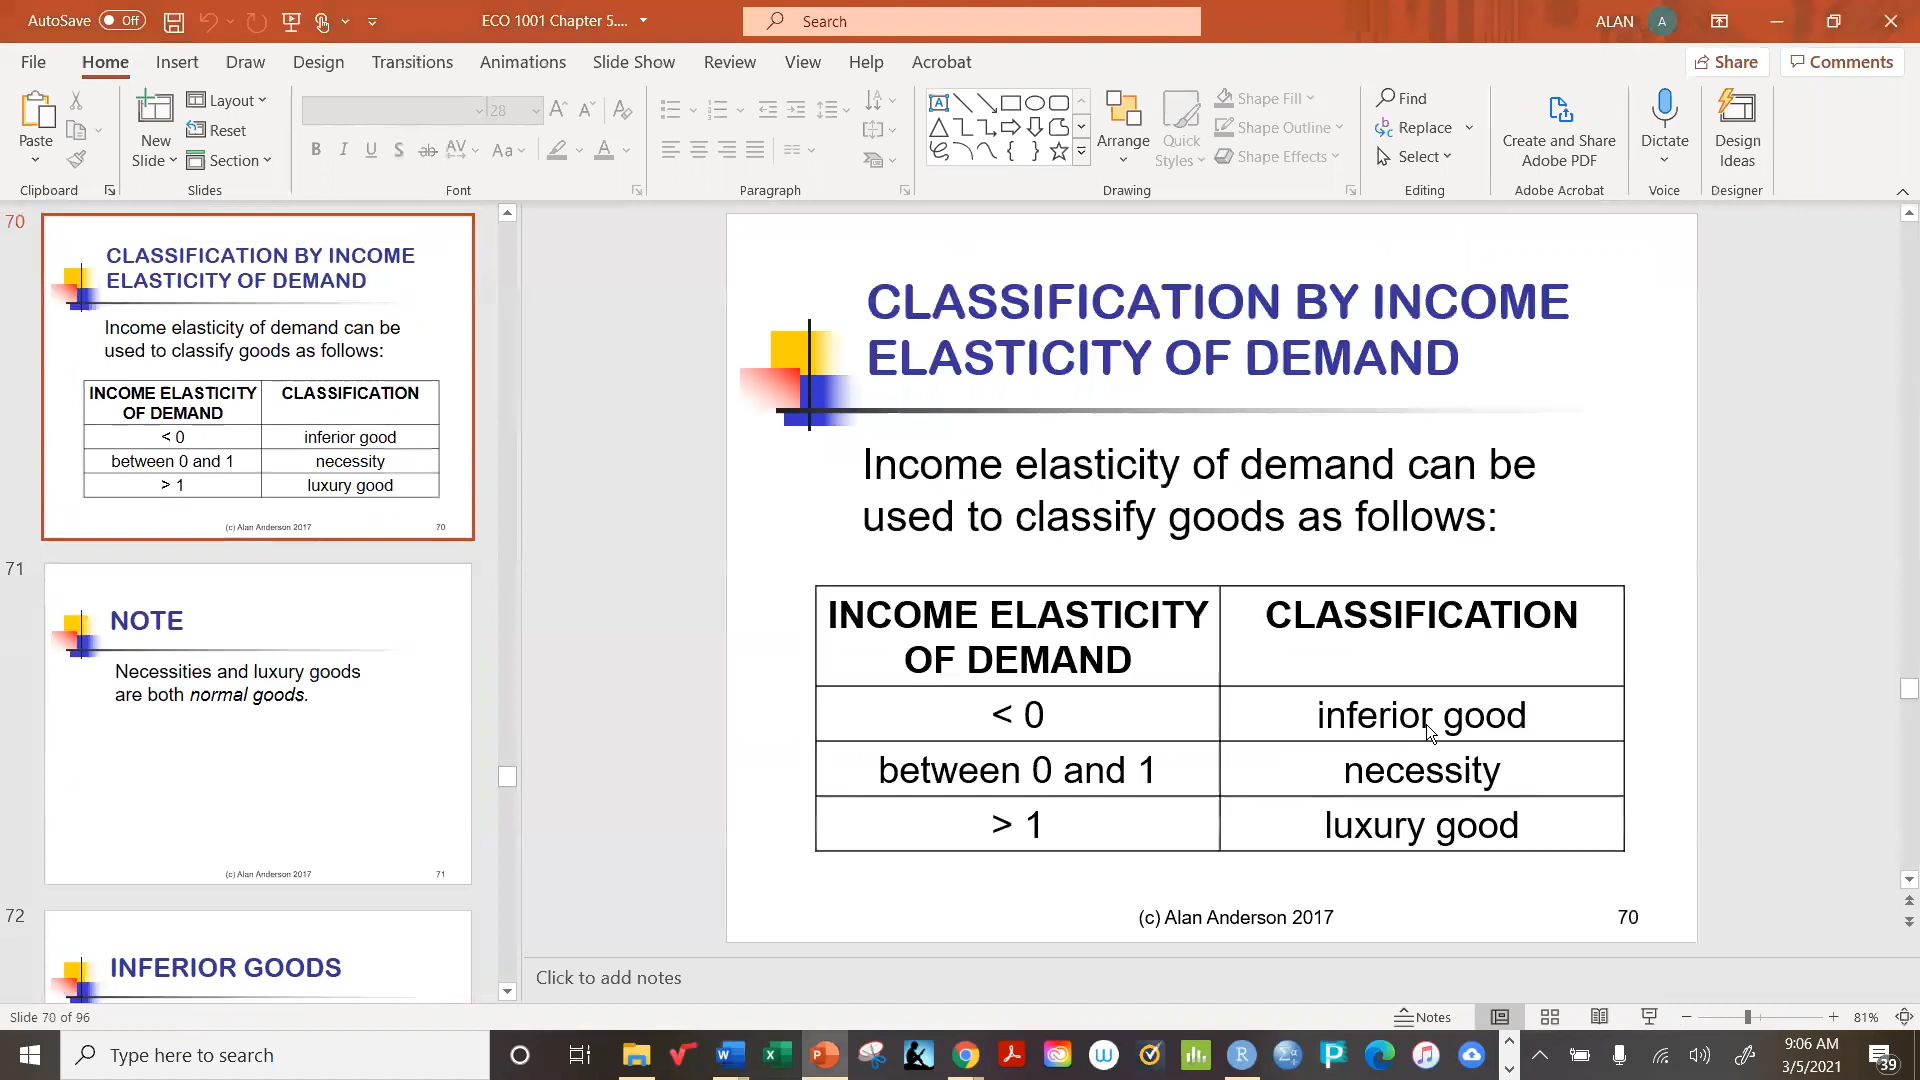 AutoSave Off
ECO 1001 Chapter 5....
Search
ALAN A
File Home Insert Draw Design Transitions Animations Slide Show Review View Help Acrobat
Share
Comments
Paste
New Slide
Layout
Reset
Section
28
B I U S ab AV Aa A
Arrange
Quick Styles
Shape Fill
Shape Outline
Shape Effects
Find
Replace
Select
Create and Share
Adobe PDF
Dictate
Design
Ideas
Clipboard Slides Font Paragraph Drawing Editing Adobe Acrobat Voice Designer
70
CLASSIFICATION BY INCOME
ELASTICITY OF DEMAND
Income elasticity of demand can be
used to classify goods as follows:
INCOME ELASTICITY CLASSIFICATION
OF DEMAND
< 0 inferior good
between 0 and 1 necessity
> 1 luxury good
(c) Alan Anderson 2017 70
71
NOTE
Necessities and luxury goods
are both normal goods.
(c) Alan Anderson 2017 71
72
INFERIOR GOODS
CLASSIFICATION BY INCOME
ELASTICITY OF DEMAND
Income elasticity of demand can be
used to classify goods as follows:
INCOME ELASTICITY CLASSIFICATION
OF DEMAND
< 0 inferior good
between 0 and 1 necessity
> 1 luxury good
(c) Alan Anderson 2017 70
Click to add notes
Slide 70 of 96
Notes
81%
Type here to search
9:06 AM
3/5/2021
39